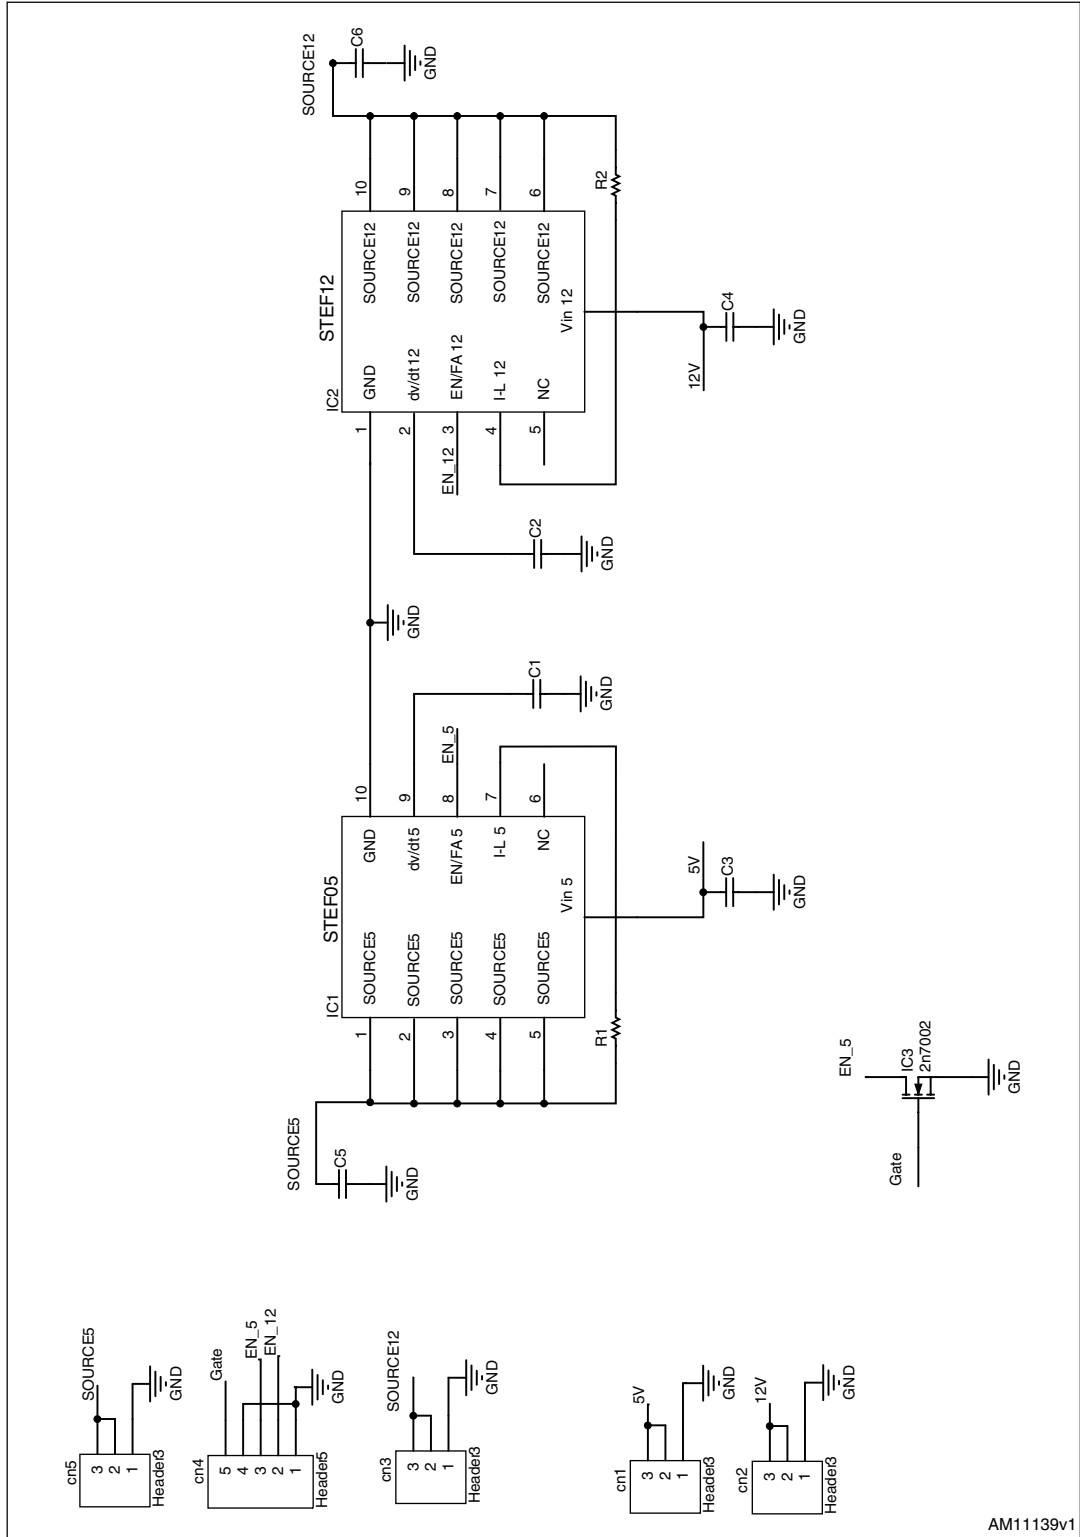 SOURCE12
C6
GND
10
9
8
7
6
R2
STEF12
IC2
SOURCE12
SOURCE12
SOURCE12
SOURCE12
SOURCE12
GND
dv/dt12
EN/FA 12
I-L 12
NC
Vin 12
12V
C4
GND
1
2
3
4
5
EN_12
C2
GND
GND
C1
GND
EN_5
10
9
8
7
6
STEF05
IC1
GND
dv/dt5
EN/FA 5
I-L 5
NC
Vin 5
SOURCE5
SOURCE5
SOURCE5
SOURCE5
SOURCE5
5V
C3
GND
1
2
3
4
5
R1
SOURCE5
C5
GND
EN_5
IC3
2n7002
GND
Gate
cn5
SOURCE5
3
2
1
GND
Header3
cn4
Gate
EN_5
EN_12
5
4
3
2
1
GND
Header5
cn3
SOURCE12
3
2
1
GND
Header3
cn1
5V
3
2
1
GND
Header3
cn2
12V
3
2
1
GND
Header3
AM11139v1